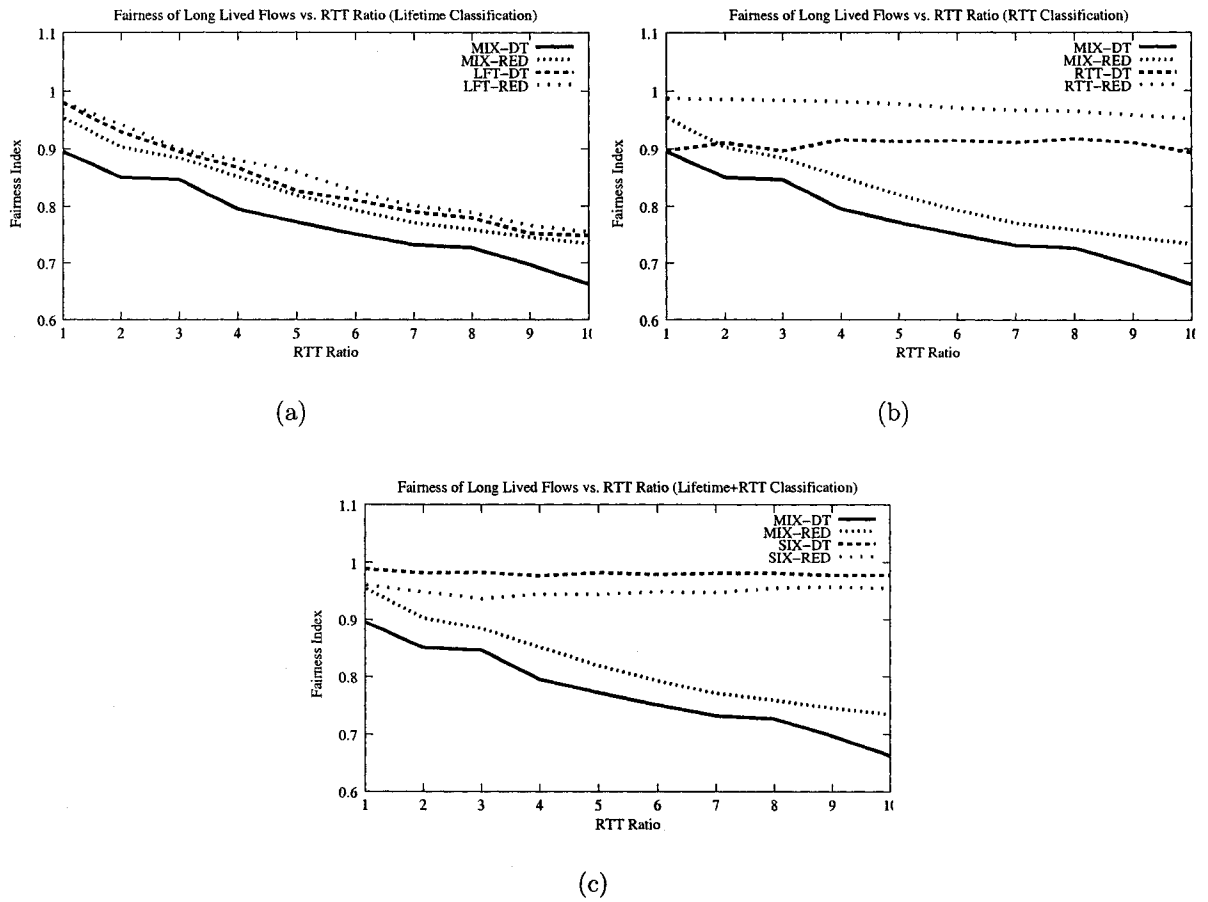 Fairness of Long Lived Flows vs. RTT Ratio (Lifetime Classification)
1.1
1
0.9
0.8
0.7
0.6
Fairness Index
MIX−DT
MIX−RED
LFT−DT
LFT−RED
1 2 3 4 5 6 7 8 9 10
RTT Ratio
(a)
Fairness of Long Lived Flows vs. RTT Ratio (RTT Classification)
1.1
1
0.9
0.8
0.7
0.6
Fairness Index
MIX−DT
MIX−RED
RTT−DT
RTT−RED
1 2 3 4 5 6 7 8 9 10
RTT Ratio
(b)
Fairness of Long Lived Flows vs. RTT Ratio (Lifetime+RTT Classification)
1.1
1
0.9
0.8
0.7
0.6
Fairness Index
MIX−DT
MIX−RED
SIX−DT
SIX−RED
1 2 3 4 5 6 7 8 9 10
RTT Ratio
(c)